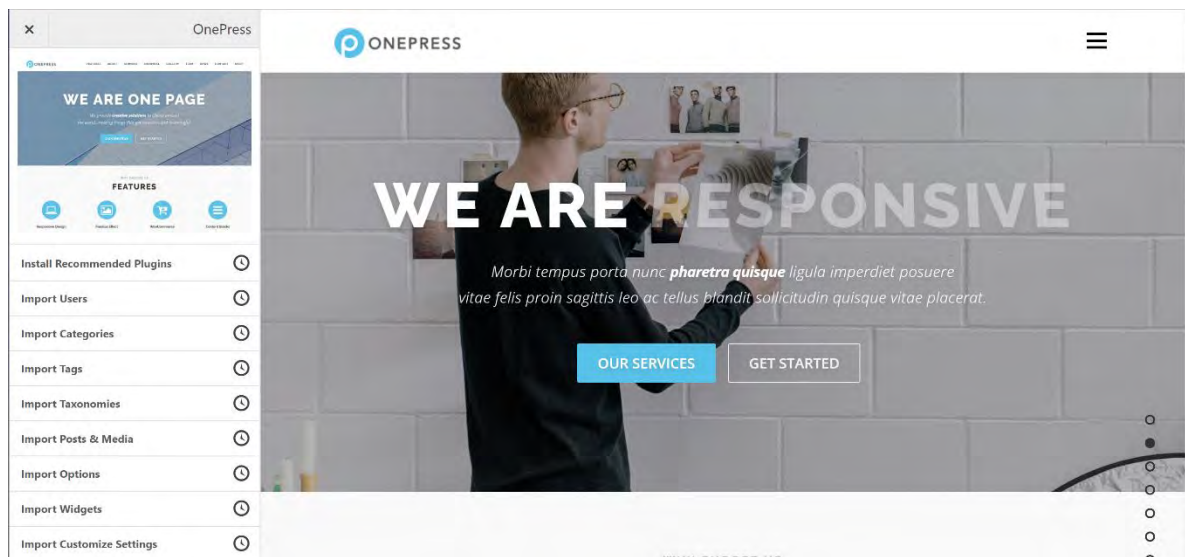 OnePress
ONEPRESS
WE ARE ONE PAGE
FEATURES
Install Recommended Plugins
Import Users
Import Categories
Import Tags
Import Taxonomies
Import Posts & Media
Import Options
Import Widgets
Import Customize Settings
ONEPRESS
WE ARE RESPONSIVE
Morbi tempus porta nunc pharetra quisque ligula imperdiet posuere
vitae felis proin sagittis leo ac tellus blandit sollicitudin quisque vitae placerat.
OUR SERVICES GET STARTED